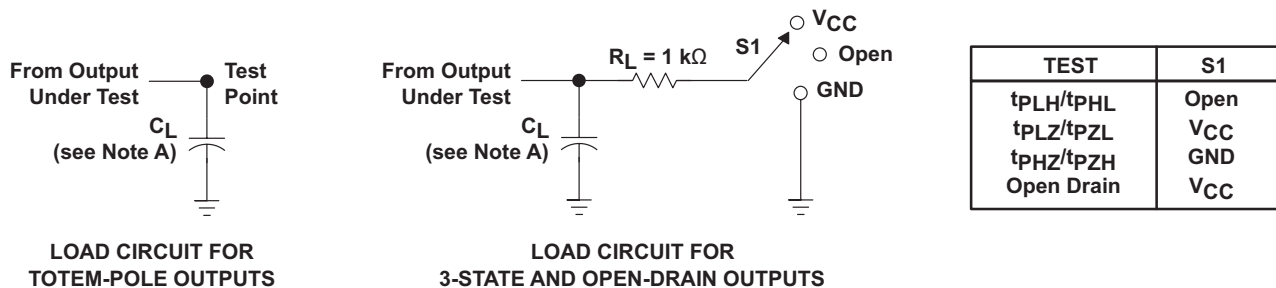 From Output
Under Test
Test
Point
CL
(see Note A)
LOAD CIRCUIT FOR
TOTEM-POLE OUTPUTS
From Output
Under Test
RL = 1 kΩ
S1
VCC
Open
GND
CL
(see Note A)
LOAD CIRCUIT FOR
3-STATE AND OPEN-DRAIN OUTPUTS
TEST S1
tPLH/tPHL Open
tPLZ/tPZL VCC
tPHZ/tPZH GND
Open Drain VCC